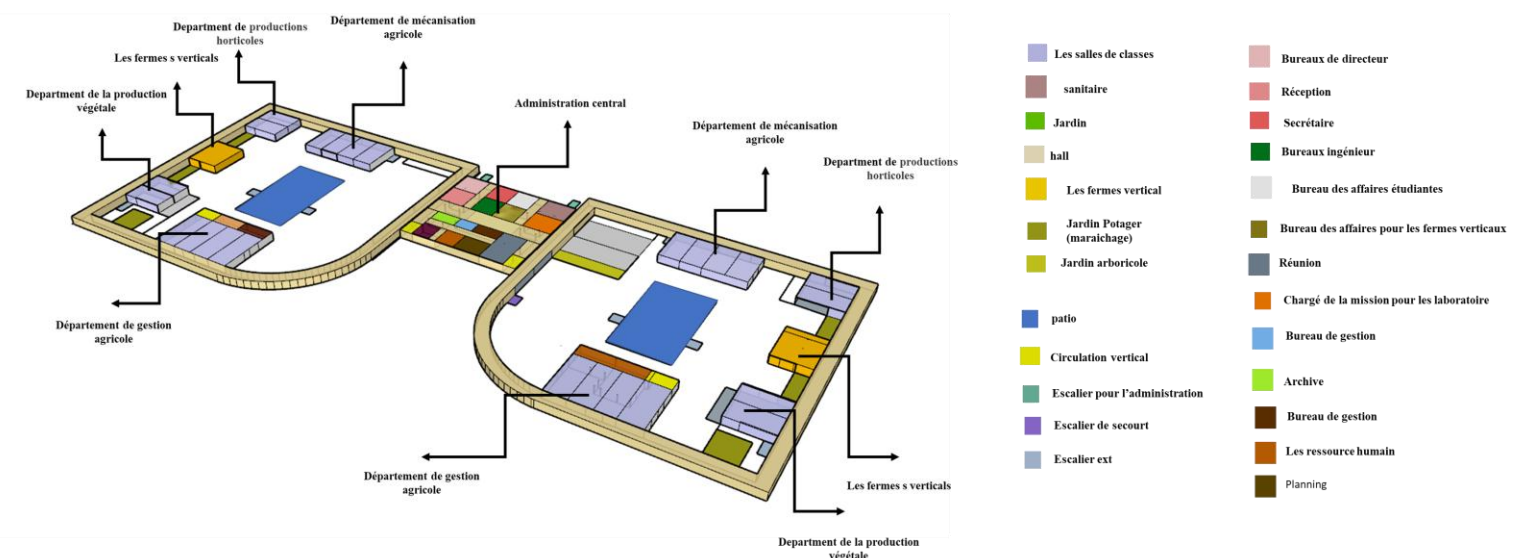 Département de mécanisation
agricole
Department de productions
horticoles
Les fermes s verticals
Department de la production
végétale
Administration central
Département de mécanisation
agricole
Department de productions
horticoles
Département de gestion
agricole
Département de gestion
agricole
Les fermes s verticals
Department de la production
végétale
Les salles de classes
sanitaire
Jardin
hall
Les fermes vertical
Jardin Potager
(maraichage)
Jardin arboricole
patio
Circulation vertical
Escalier pour l'administration
Escalier de secourt
Escalier ext
Bureaux de directeur
Réception
Secrétaire
Bureaux ingénieur
Bureau des affaires étudiantes
Bureau des affaires pour les fermes verticaux
Réunion
Chargé de la mission pour les laboratoire
Bureau de gestion
Archive
Bureau de gestion
Les ressource humain
Planning